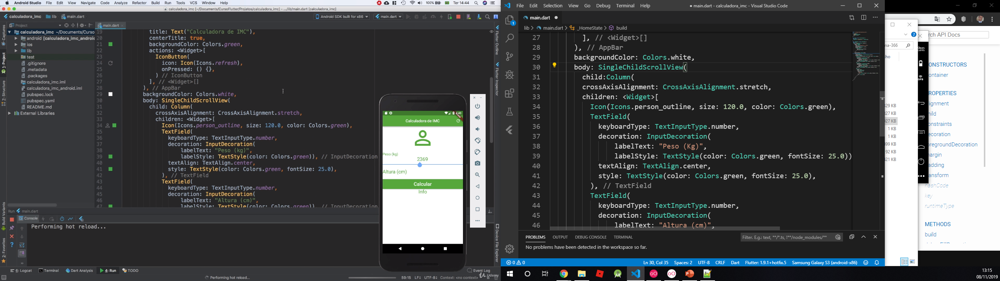 Android Studio File Edit View Navigate Code Analyze Refactor Build Run Tools VCS Window Help
100% Ter 14:44
calculadora_imc [~/Documents/CursoFlutter/Projetos/calculadora_imc] - .../lib/main.dart [calculadora_imc]
calculadora_imc lib main.dart
Android SDK built for x86 main.dart
Project
main.dart
calculadora_imc ~/Documents/Curso
android [calculadora_imc_androi
ios
lib
test
.gitignore
.metadata
.packages
calculadora_imc.iml
calculadora_imc_android.iml
pubspec.lock
pubspec.yaml
README.md
External Libraries
Captures
1: Project
Z: Structure
Build Variants
2: Favorites
19 title: Text("Calculadora de IMC"),
20 centerTitle: true,
21 backgroundColor: Colors.green,
22 actions: <Widget>[
23 IconButton(
24 icon: Icon(Icons.refresh),
25 onPressed: () {},
26 ) // IconButton
27 ], // <Widget>[]
28 ), // AppBar
29 backgroundColor: Colors.white,
30 body: SingleChildScrollView(
31 child: Column(
32 crossAxisAlignment: CrossAxisAlignment.stretch,
33 children: <Widget>[
34 Icon(Icons.person_outline, size: 120.0, color: Colors.green),
35 TextField(
36 keyboardType: TextInputType.number,
37 decoration: InputDecoration(
38 labelText: "Peso (kg)",
39 labelStyle: TextStyle(color: Colors.green)), // InputDecoration
40 textAlign: TextAlign.center,
41 style: TextStyle(color: Colors.green, fontSize: 25.0),
42 ), // TextField
43 TextField(
44 keyboardType: TextInputType.number,
45 decoration: InputDecoration(
46 labelText: "Altura (cm)",
47 labelStyle: TextStyle(color: Colors.green)), // InputDecoration
Flutter Outline
Flutter Inspector
Device File Explorer
Calculadora de IMC
Peso (kg)
2369
Altura (cm)
Calcular
Info
Run main.dart
Console
Performing hot reload...
6: Logcat Terminal Dart Analysis 4: Run TODO
Event Log
Performing hot reload...
59:15 LF: UTF-8: Context: <no context>
Udemy
File Edit Selection View Go Debug Terminal Help
● main.dart - calculadora_imc - Visual Studio Code
main.dart ●
lib > main.dart > _HomeState > build
1
27 ], // <Widget>[]
28 ), // AppBar
29 backgroundColor: Colors.white,
30 body: SingleChildScrollView(
31 child:Column(
32 crossAxisAlignment: CrossAxisAlignment.stretch,
33 children: <Widget>[
34 Icon(Icons.person_outline, size: 120.0, color: Colors.green),
35 TextField(
36 keyboardType: TextInputType.number,
37 decoration: InputDecoration(
38 labelText: "Peso (Kg)",
39 labelStyle: TextStyle(color: Colors.green, fontSize: 25.0))
40 textAlign: TextAlign.center,
41 style: TextStyle(color: Colors.green, fontSize: 25.0),
42 ), // TextField
43 TextField(
44 keyboardType: TextInputType.number,
45 decoration: InputDecoration(
46 labelText: "Altura (cm)",
PROBLEMS OUTPUT DEBUG CONSOLE TERMINAL
Filter. E.g.: text, **/*.ts, !**/node_modules/**
No problems have been detected in the workspace so far.
0 0
Ln 30, Col 35 Spaces: 2 UTF-8 CRLF Dart Flutter: 1.9.1+hotfix.5 Samsung Galaxy S3 (android-x86)
na-366
ho
329 KB
327 KB
927 KB
1 KB
1 KB
499 KB
92 KB
421 KB
Open GAPPS
GPS
rch API Docs
ONSTRUCTORS
ontainer
ROPERTIES
ignment
hild
onstraints
ecoration
oregroundDecoration
argin
adding
ansform
hashCode
key
runtimeType
METHODS
build
13:15
08/11/2019